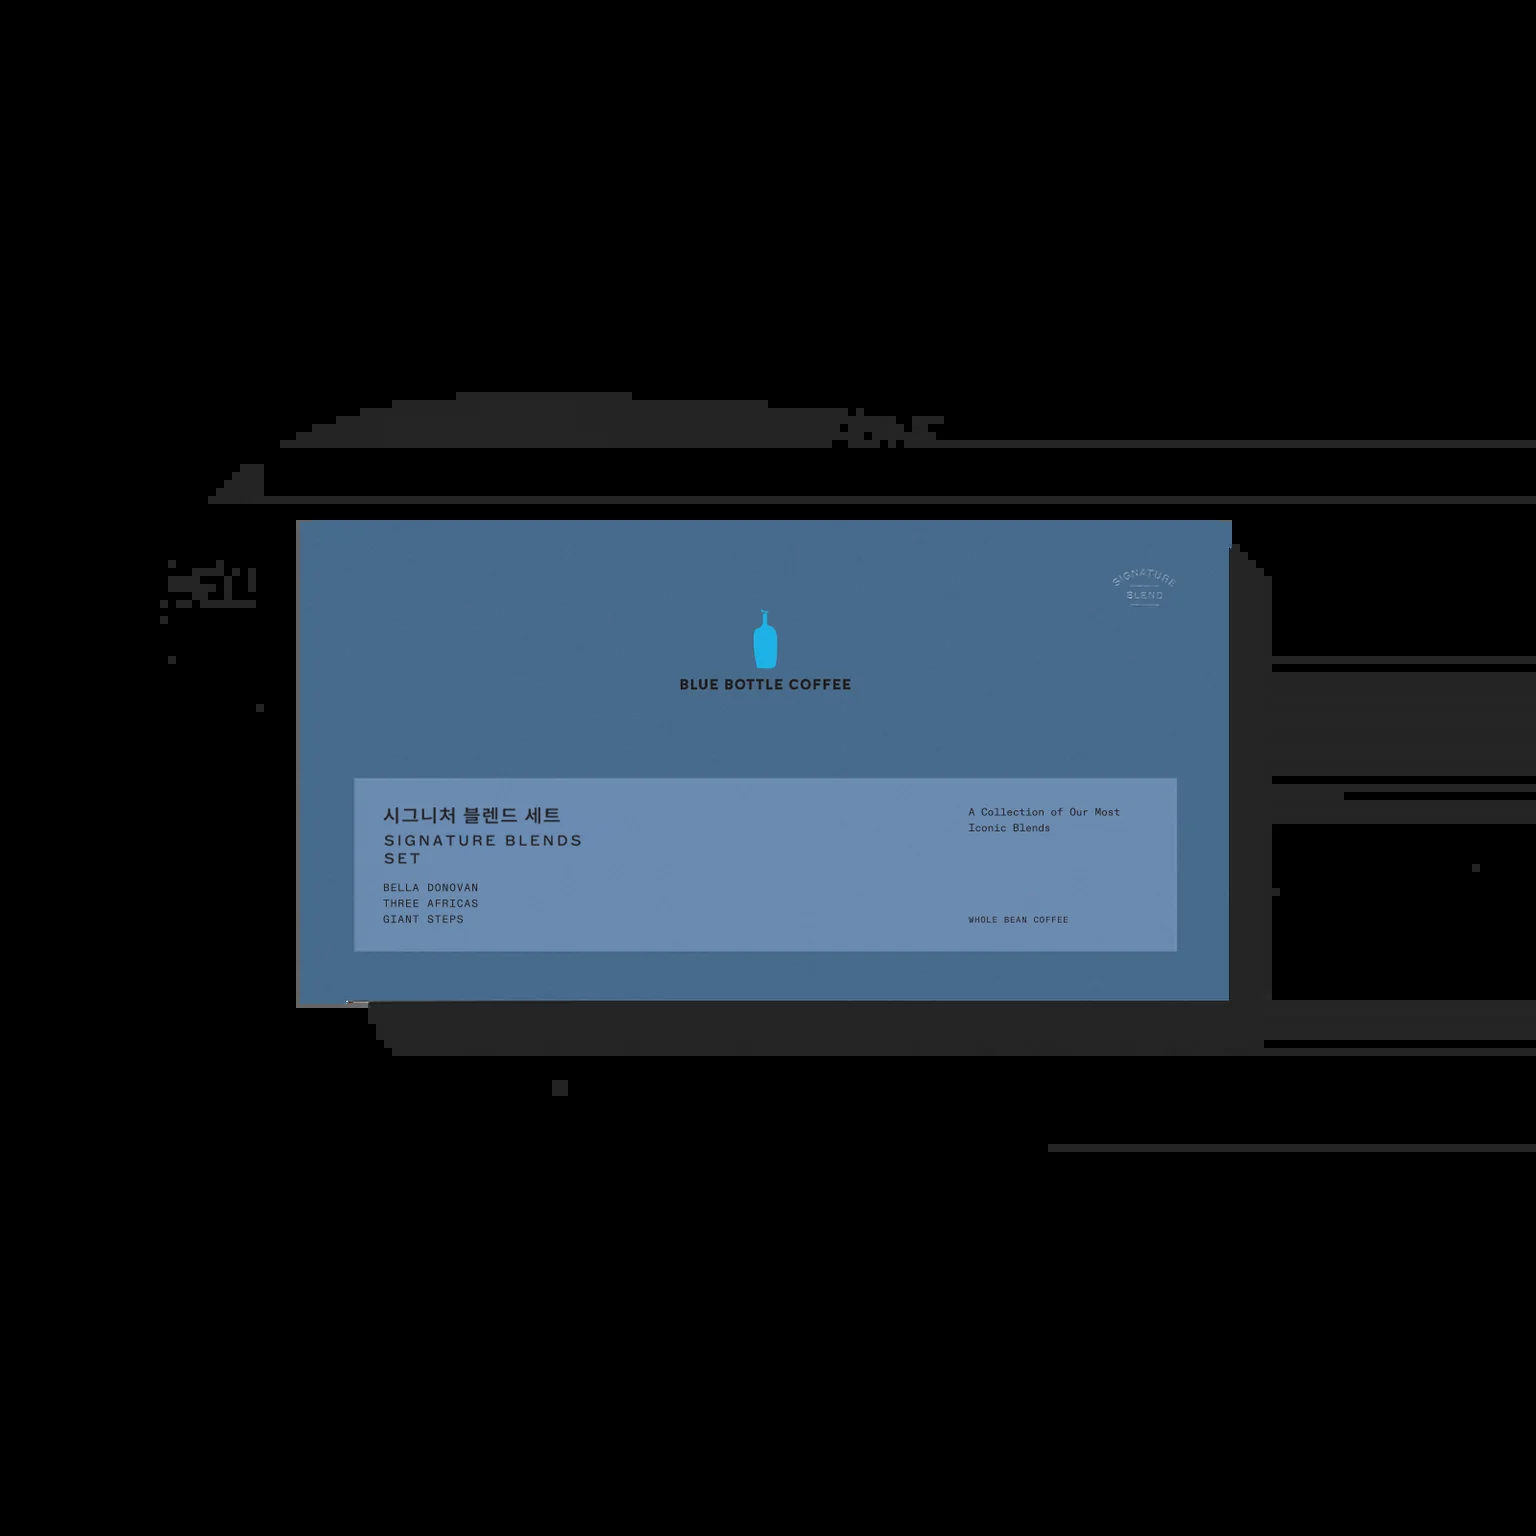 SIGNATURE
BLEND
BLUE BOTTLE COFFEE
시그니처 블렌드 세트
SIGNATURE BLENDS
SET
BELLA DONOVAN
THREE AFRICAS
GIANT STEPS
A Collection of Our Most
Iconic Blends
WHOLE BEAN COFFEE